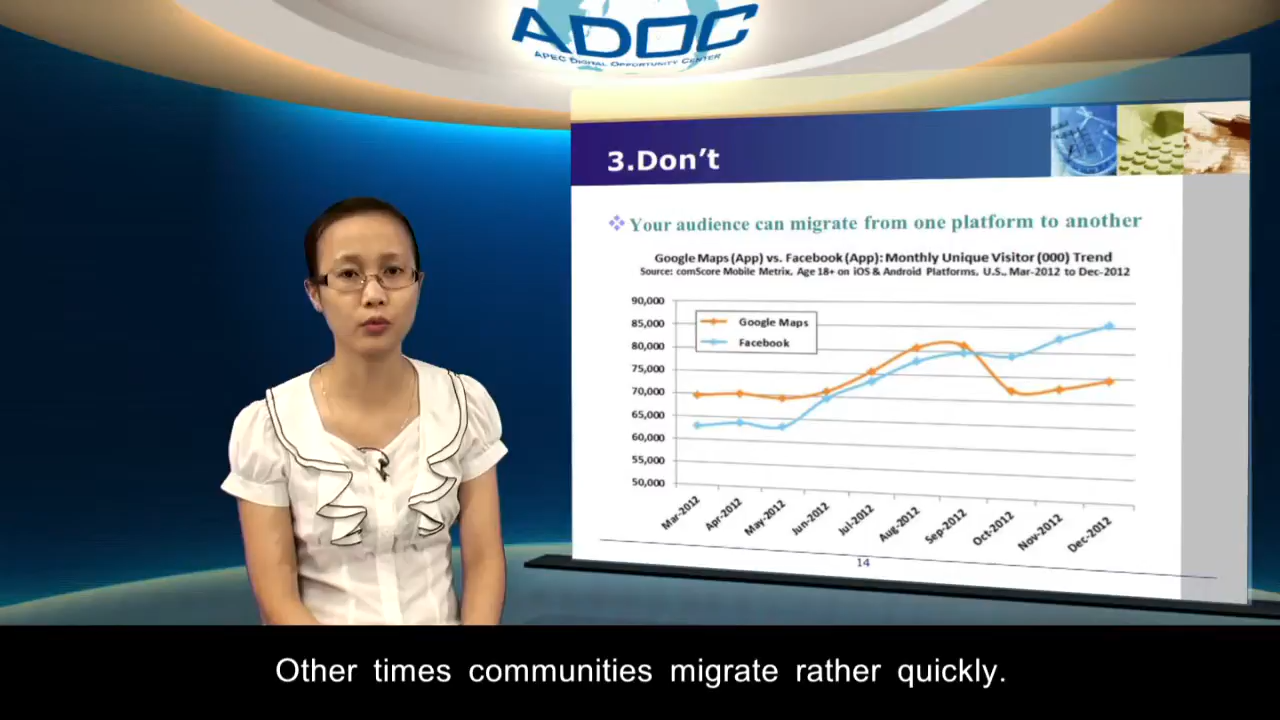 ADOC
APEC DIGITAL OPPORTUNITY CENTER
3.Don't
Your audience can migrate from one platform to another
Google Maps (App) vs. Facebook (App): Monthly Unique Visitor (000) Trend
Source: comScore Mobile Metrix, Age 18+ on iOS & Android Platforms, U.S., Mar-2012 to Dec-2012
90,000
85,000
80,000
75,000
70,000
65,000
60,000
55,000
50,000
Google Maps
Facebook
Mar-2012
Apr-2012
May-2012
Jun-2012
Jul-2012
Aug-2012
Sep-2012
Oct-2012
Nov-2012
Dec-2012
14
Other times communities migrate rather quickly.